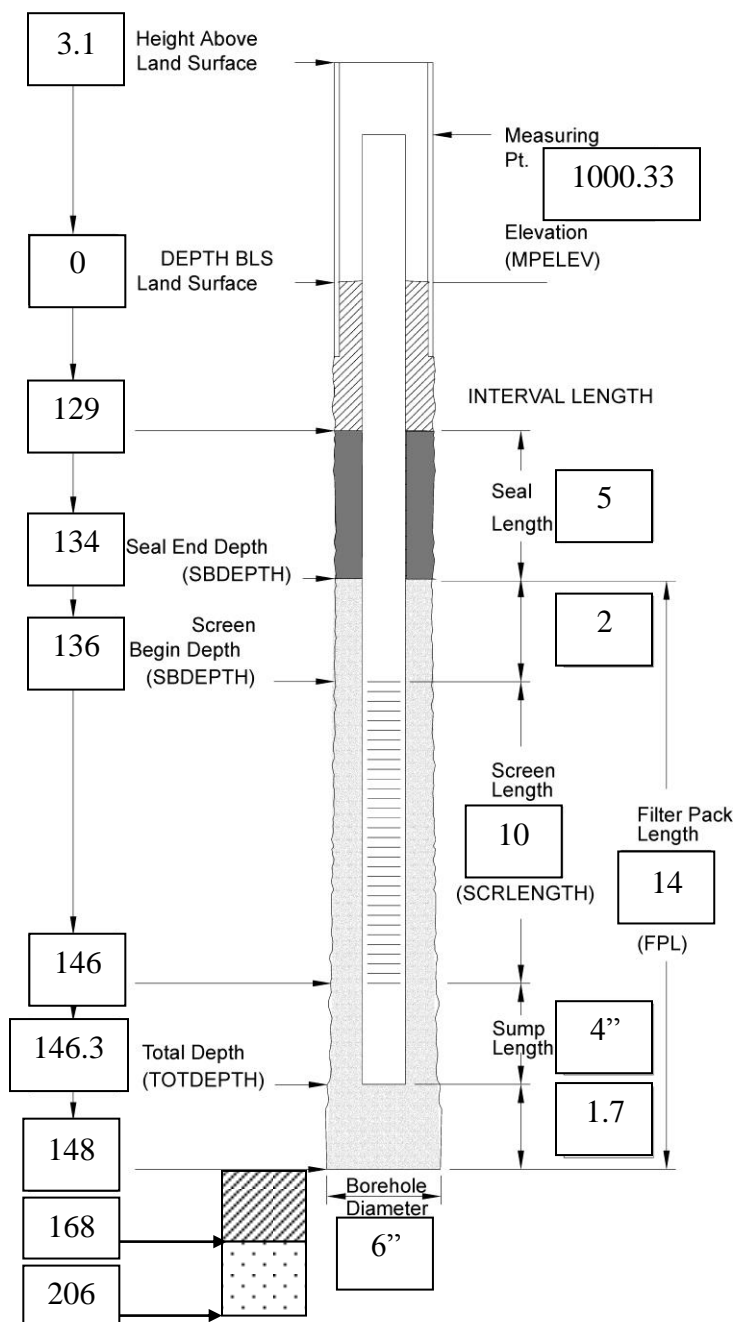 3.1
Height Above
Land Surface
Measuring
Pt.
1000.33
Elevation
(MPELEV)
0
DEPTH BLS
Land Surface
129
INTERVAL LENGTH
Seal
Length
5
134
Seal End Depth
(SBDEPTH)
2
136
Screen
Begin Depth
(SBDEPTH)
Screen
Length
10
(SCRLENGTH)
Filter Pack
Length
14
(FPL)
146
Sump
Length
4”
146.3
Total Depth
(TOTDEPTH)
1.7
148
Borehole
Diameter
6”
168
206